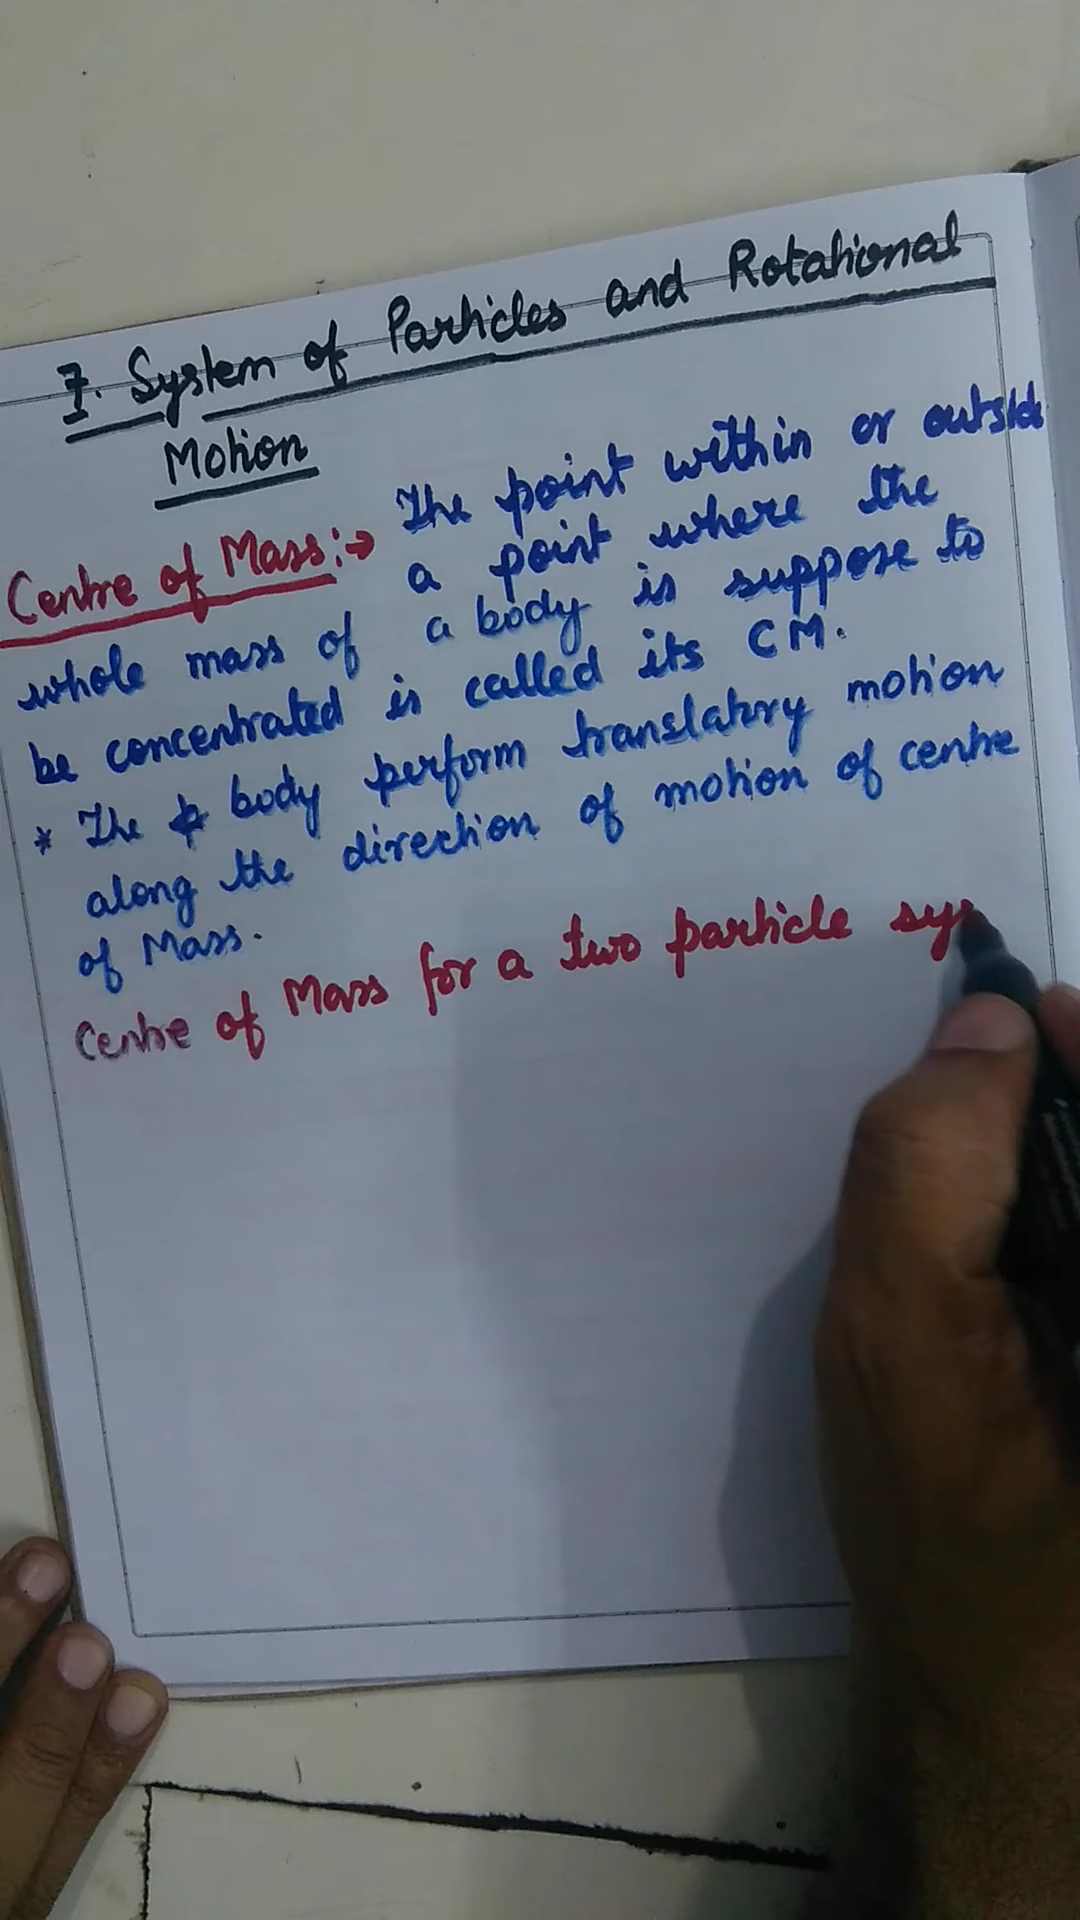 7. System of Particles and Rotational
Motion
Centre of Mass:→ The point within or outside
a point where the
whole mass of a body is suppose to
be concentrated is called its CM.
* The body perform translatory motion
along the direction of motion of centre
of Mass.
Centre of Mass for a two particle sys